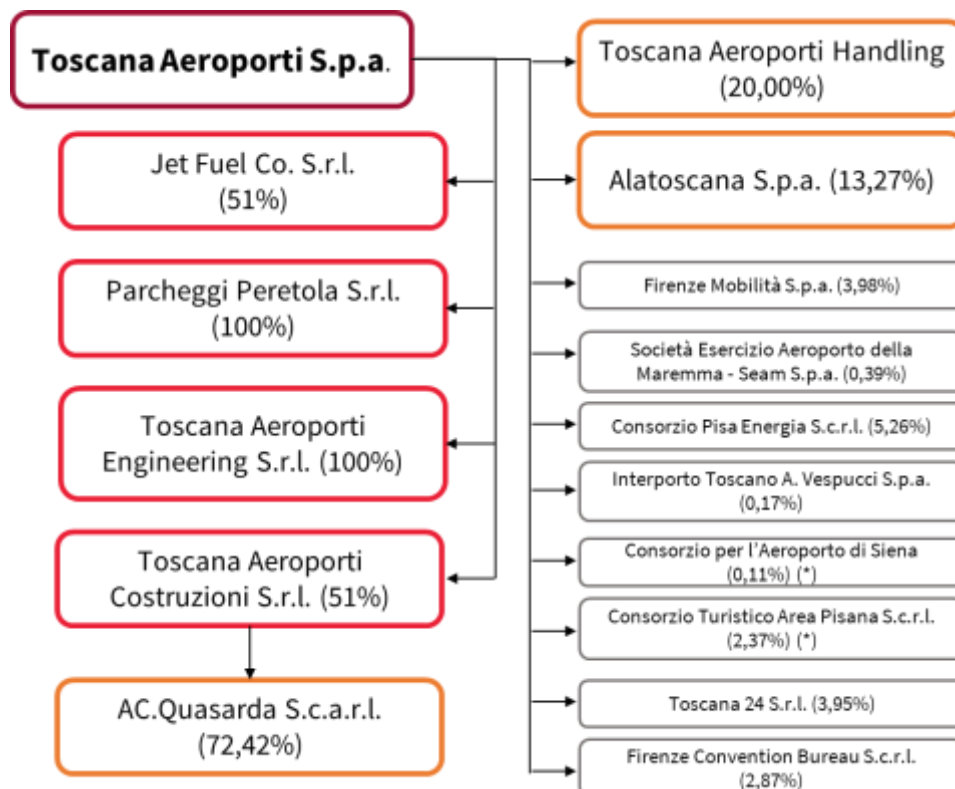 Toscana Aeroporti S.p.a.
Jet Fuel Co. S.r.l.
(51%)
Parcheggi Peretola S.r.l.
(100%)
Toscana Aeroporti
Engineering S.r.l. (100%)
Toscana Aeroporti
Costruzioni S.r.l. (51%)
AC.Quasarda S.c.a.r.l.
(72,42%)
Toscana Aeroporti Handling
(20,00%)
Alatoscana S.p.a. (13,27%)
Firenze Mobilità S.p.a. (3,98%)
Società Esercizio Aeroporto della
Maremma - Seam S.p.a. (0,39%)
Consorzio Pisa Energia S.c.r.l. (5,26%)
Interporto Toscano A. Vespucci S.p.a.
(0,17%)
Consorzio per l'Aeroporto di Siena
(0,11%) (*)
Consorzio Turistico Area Pisana S.c.r.l.
(2,37%) (*)
Toscana 24 S.r.l. (3,95%)
Firenze Convention Bureau S.c.r.l.
(2,87%)